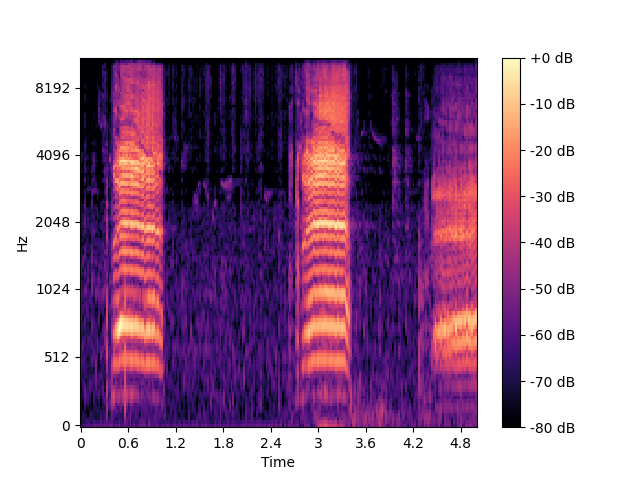 8192
4096
2048
1024
512
0
Hz
0 0.6 1.2 1.8 2.4 3 3.6 4.2 4.8
Time
+0 dB
-10 dB
-20 dB
-30 dB
-40 dB
-50 dB
-60 dB
-70 dB
-80 dB